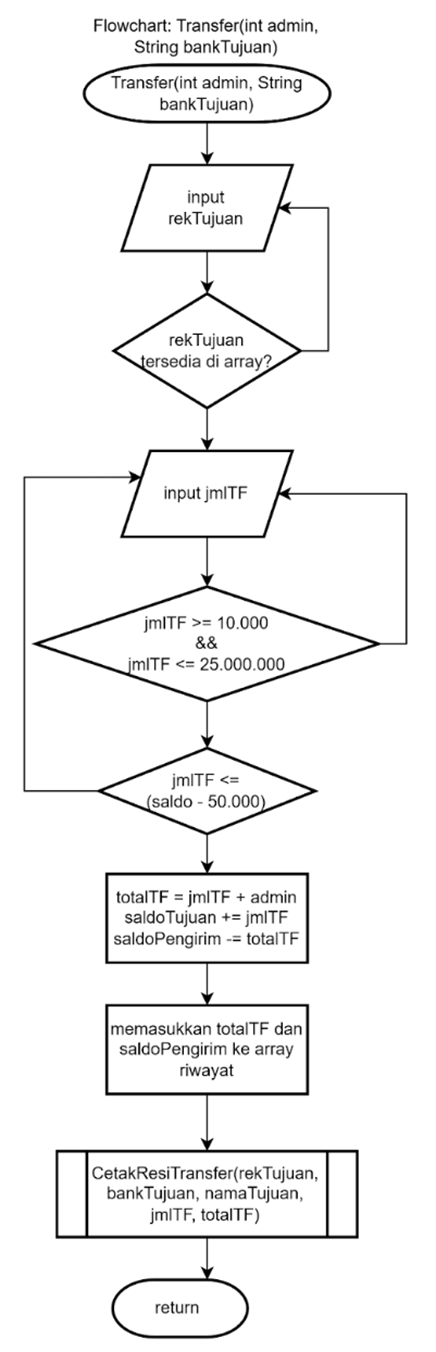 Flowchart: Transfer(int admin,
String bankTujuan)
Transfer(int admin, String
bankTujuan)
input
rekTujuan
rekTujuan
tersedia di array?
input jmlTF
jmlTF >= 10.000
&&
jmlTF <= 25.000.000
jmlTF <=
(saldo - 50.000)
totalTF = jmlTF + admin
saldoTujuan += jmlTF
saldoPengirim -= totalTF
memasukkan totalTF dan
saldoPengirim ke array
riwayat
CetakResiTransfer(rekTujuan,
bankTujuan, namaTujuan,
jmlTF, totalTF)
return